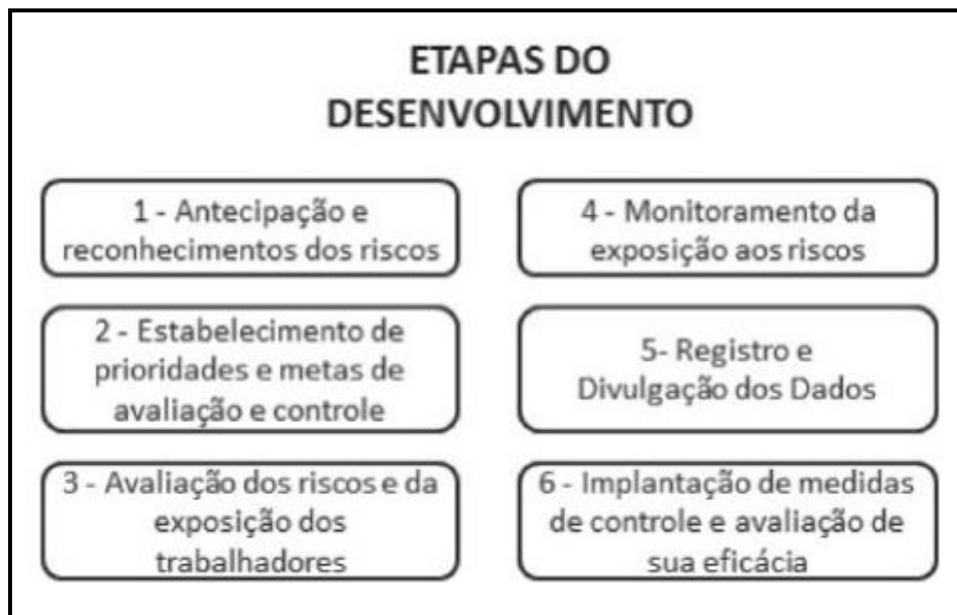 ETAPAS DO
DESENVOLVIMENTO
1 - Antecipação e
reconhecimentos dos riscos
2 - Estabelecimento de
prioridades e metas de
avaliação e controle
3 - Avaliação dos riscos e da
exposição dos
trabalhadores
4 - Monitoramento da
exposição aos riscos
5- Registro e
Divulgação dos Dados
6 - Implantação de medidas
de controle e avaliação de
sua eficácia